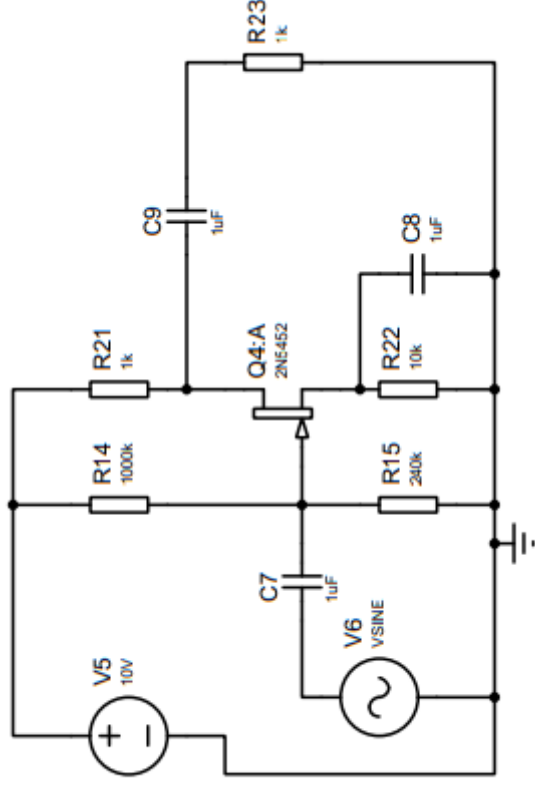 V5
10V
R14
1000k
R21
1k
C9
1uF
R23
1k
C7
1uF
V6
VSINE
Q4:A
2N5452
R15
240k
R22
10k
C8
1uF